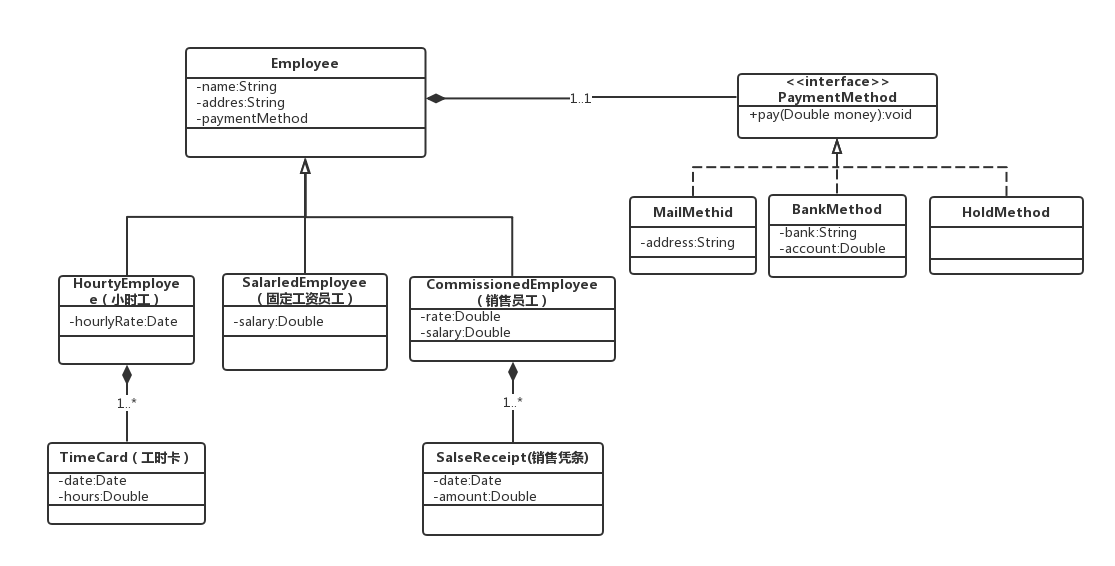 Employee
-name:String
-addres:String
-paymentMethod
1..1
<<interface>>
PaymentMethod
+pay(Double money):void
MailMethid
-address:String
BankMethod
-bank:String
-account:Double
HoldMethod
HourtyEmploye
e（小时工）
-hourlyRate:Date
SalarledEmployee
（固定工资员工）
-salary:Double
CommissionedEmployee
（销售员工）
-rate:Double
-salary:Double
1..*
1..*
TimeCard（工时卡）
-date:Date
-hours:Double
SalseReceipt(销售凭条)
-date:Date
-amount:Double